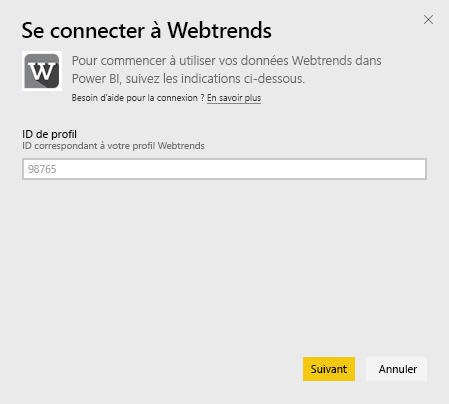 Se connecter à Webtrends
W
Pour commencer à utiliser vos données Webtrends dans
Power BI, suivez les indications ci-dessous.
Besoin d'aide pour la connexion ? En savoir plus
ID de profil
ID correspondant à votre profil Webtrends
98765
Suivant
Annuler